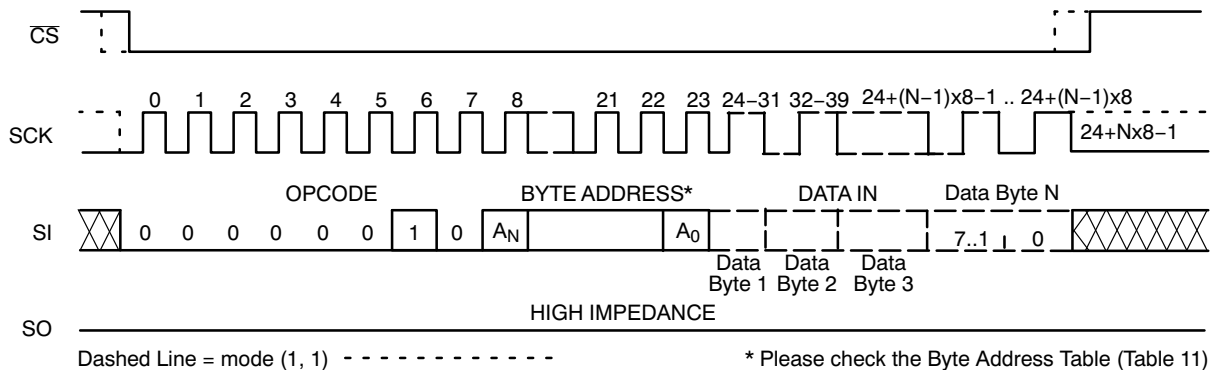 CS
0 1 2 3 4 5 6 7 8 21 22 23 24–31 32–39 24+(N–1)x8–1 .. 24+(N–1)x8
SCK
24+Nx8–1
OPCODE BYTE ADDRESS* DATA IN Data Byte N
SI 0 0 0 0 0 0 1 0 AN A0 7..1 0
Data Byte 1
Data Byte 2
Data Byte 3
HIGH IMPEDANCE
SO
Dashed Line = mode (1, 1) * Please check the Byte Address Table (Table 11)